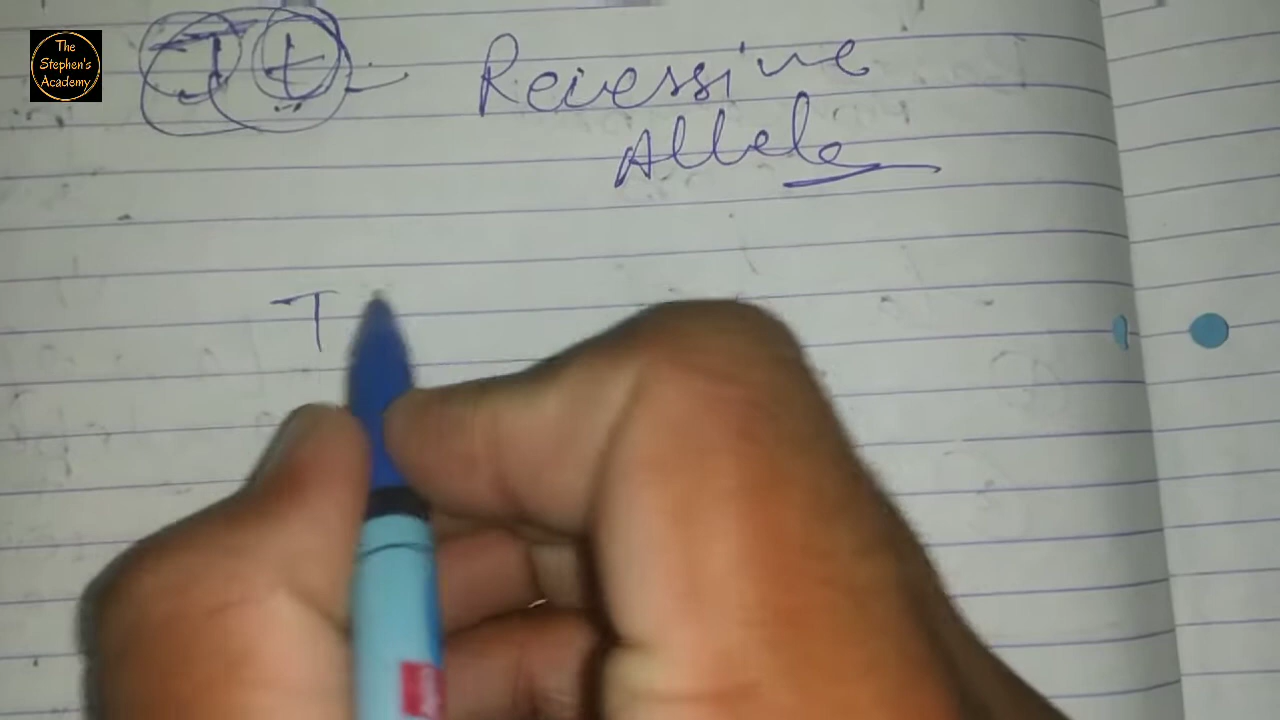 The
Stephen's
Academy
T t - Recessive
Allele
T